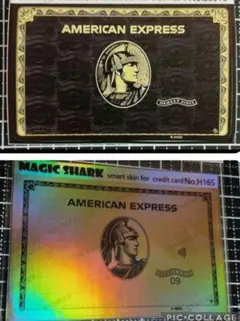 AMERICAN EXPRESS
MAGIC SHARK smart skin for credit card No.H165
AMERICAN EXPRESS
09
PIC•COLLAGE